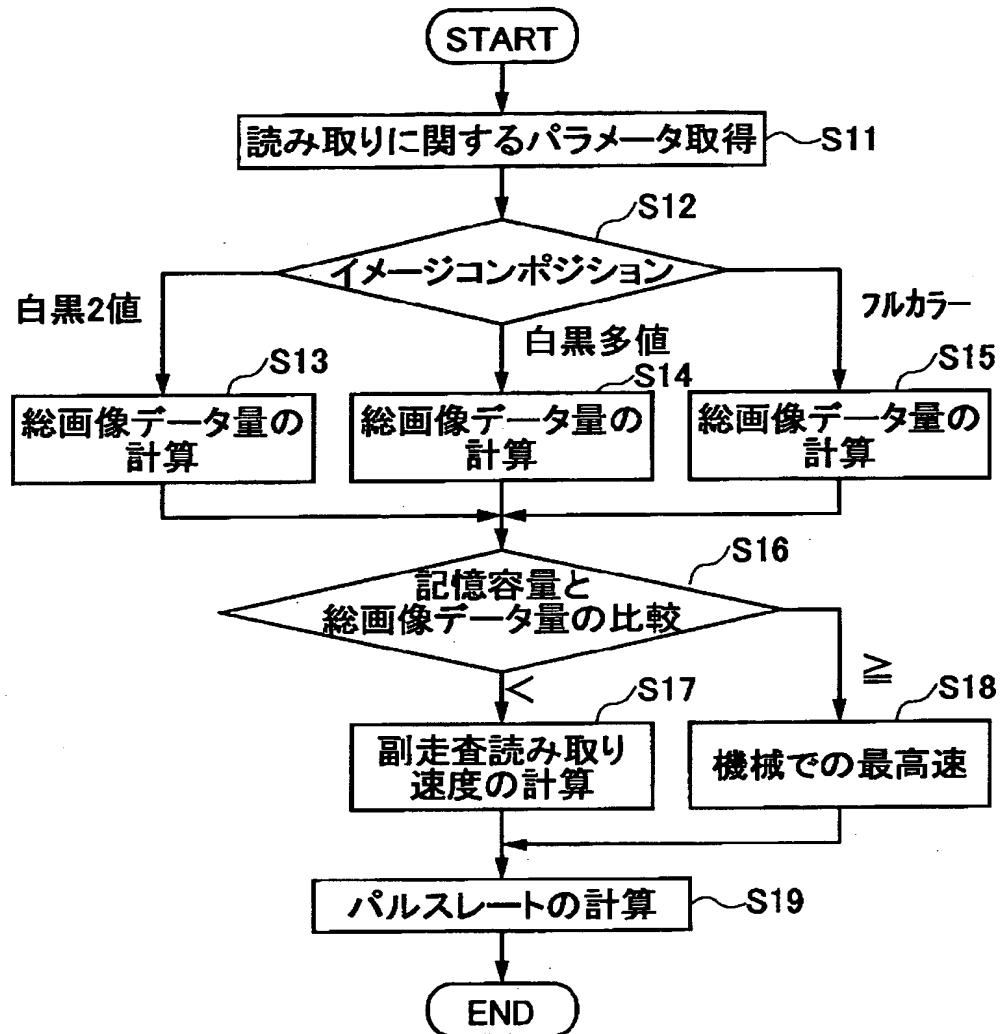 START
読み取りに関するパラメータ取得
S11
S12
イメージコンポジション
白黒2値
白黒多値
フルカラー
S13
総画像データ量の
計算
S14
総画像データ量の
計算
S15
総画像データ量の
計算
S16
記憶容量と
総画像データ量の比較
<
≧
S17
副走査読み取り
速度の計算
S18
機械での最高速
パルスレートの計算
S19
END